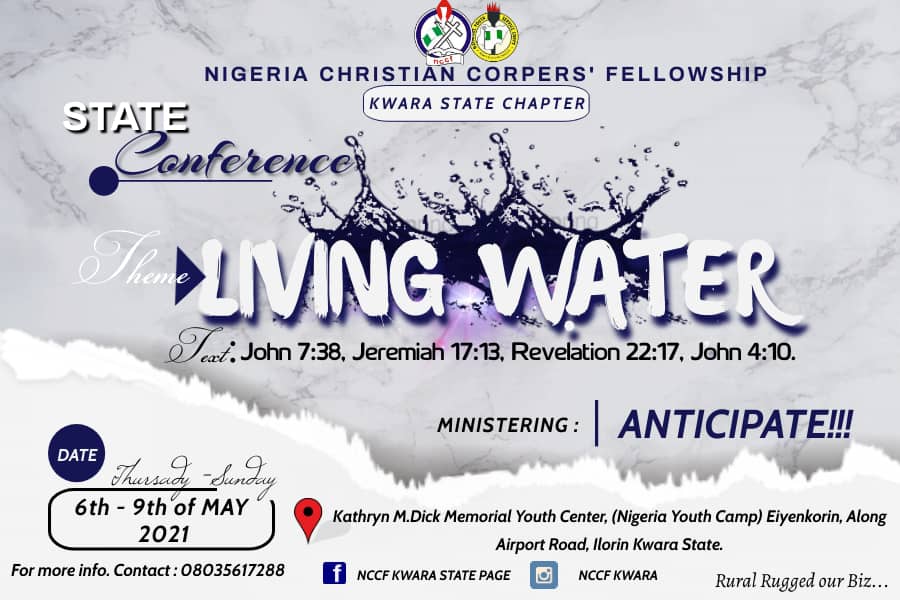 NCCF
NIGERIA CHRISTIAN CORPERS' FELLOWSHIP
KWARA STATE CHAPTER
STATE
Conference
Theme
LIVING WATER
Text: John 7:38, Jeremiah 17:13, Revelation 22:17, John 4:10.
MINISTERING : ANTICIPATE!!!
DATE
Thursady - Sunday
6th - 9th of MAY
2021
Kathryn M.Dick Memorial Youth Center, (Nigeria Youth Camp) Eiyenkorin, Along
Airport Road, Ilorin Kwara State.
For more info. Contact : 08035617288
NCCF KWARA STATE PAGE
NCCF KWARA
Rural Rugged our Biz...